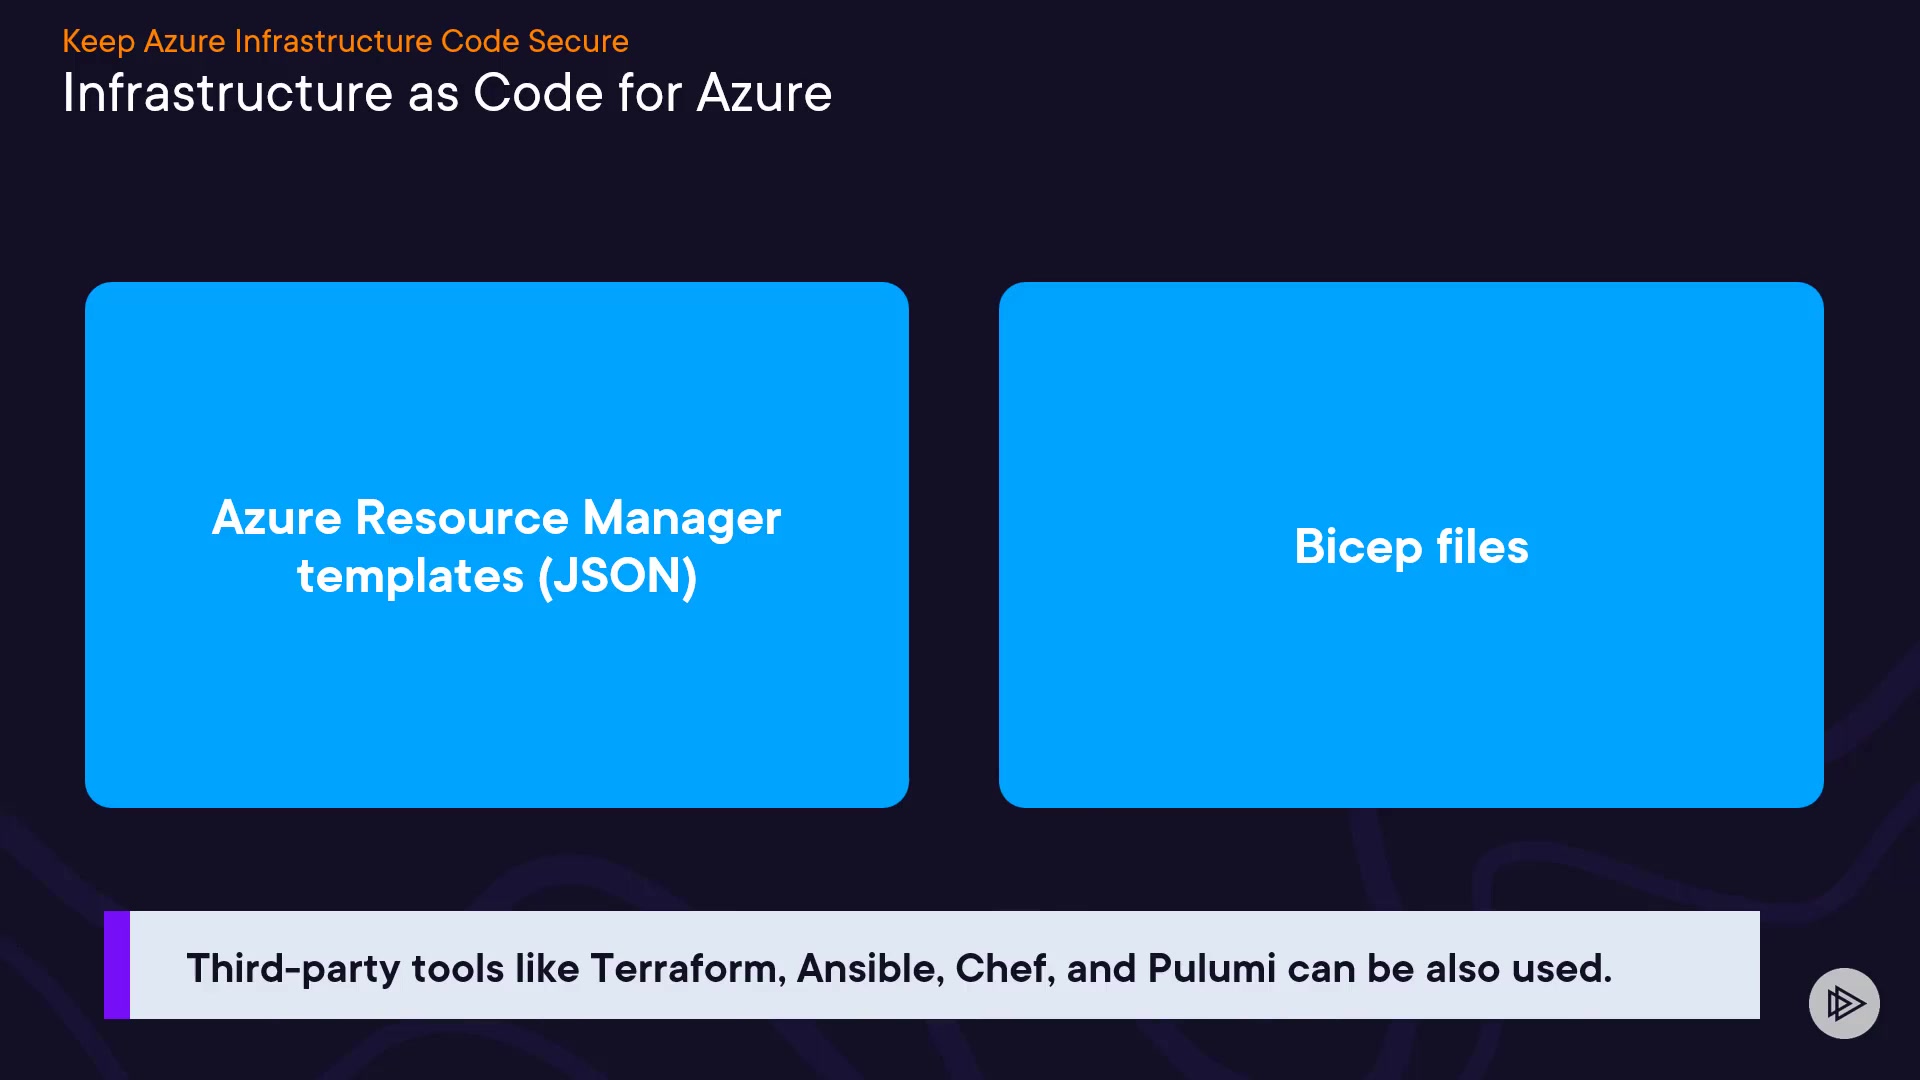 Keep Azure Infrastructure Code Secure
Infrastructure as Code for Azure
Azure Resource Manager
templates (JSON)
Bicep files
Third-party tools like Terraform, Ansible, Chef, and Pulumi can be also used.